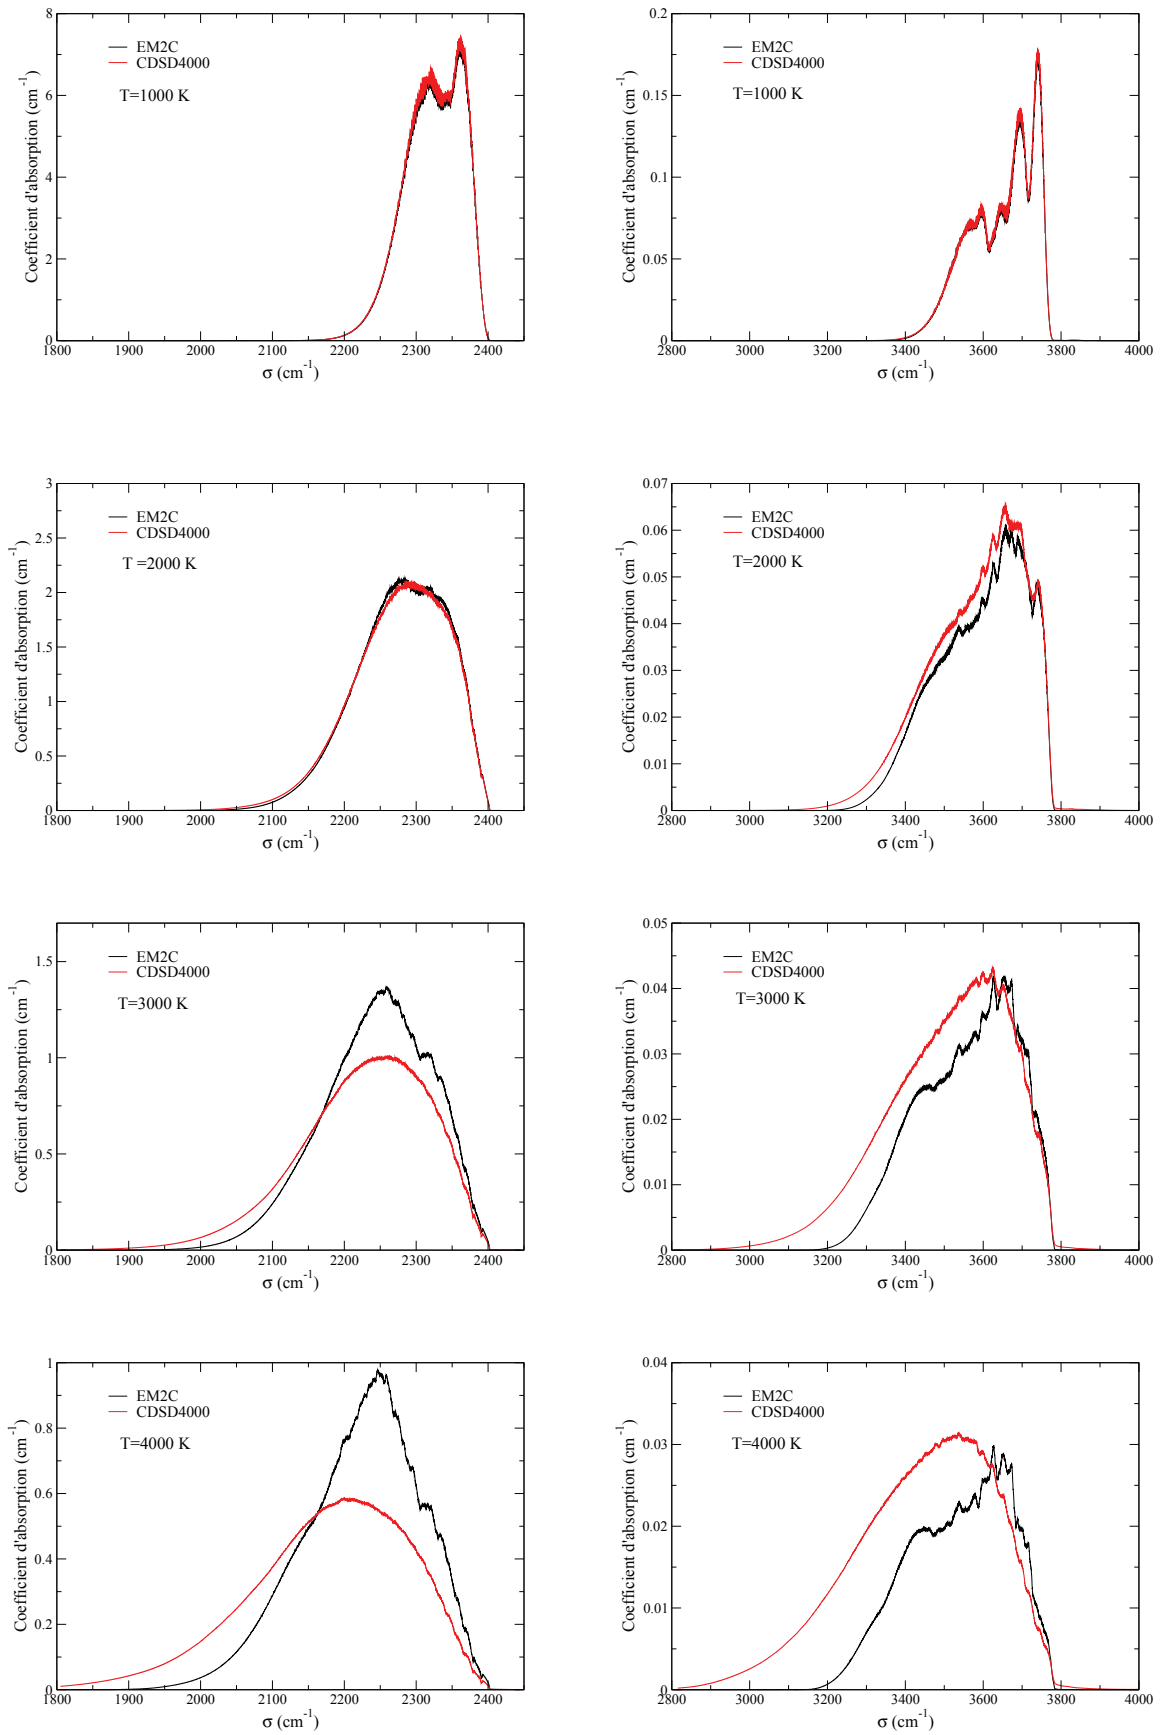 8
6
4
2
0
Coefficient d'absorption (cm-1)
EM2C
CDSD4000
T=1000 K
1800 1900 2000 2100 2200 2300 2400
σ (cm-1)
0.2
0.15
0.1
0.05
0
Coefficient d'absorption (cm-1)
EM2C
CDSD4000
T=1000 K
2800 3000 3200 3400 3600 3800 4000
σ (cm-1)
3
2.5
2
1.5
1
0.5
0
Coefficient d'absorption (cm-1)
EM2C
CDSD4000
T =2000 K
1800 1900 2000 2100 2200 2300 2400
σ (cm-1)
0.07
0.06
0.05
0.04
0.03
0.02
0.01
0
Coefficient d'absorption (cm-1)
EM2C
CDSD4000
T=2000 K
2800 3000 3200 3400 3600 3800 4000
σ (cm-1)
1.5
1
0.5
0
Coefficient d'absorption (cm-1)
EM2C
CDSD4000
T=3000 K
1800 1900 2000 2100 2200 2300 2400
σ (cm-1)
0.05
0.04
0.03
0.02
0.01
0
Coefficient d'absorption (cm-1)
EM2C
CDSD4000
T=3000 K
2800 3000 3200 3400 3600 3800 4000
σ (cm-1)
1
0.8
0.6
0.4
0.2
0
Coefficient d'absorption (cm-1)
EM2C
CDSD4000
T=4000 K
1800 1900 2000 2100 2200 2300 2400
σ (cm-1)
0.04
0.03
0.02
0.01
0
Coefficient d'absorption (cm-1)
EM2C
CDSD4000
T=4000 K
2800 3000 3200 3400 3600 3800 4000
σ (cm-1)